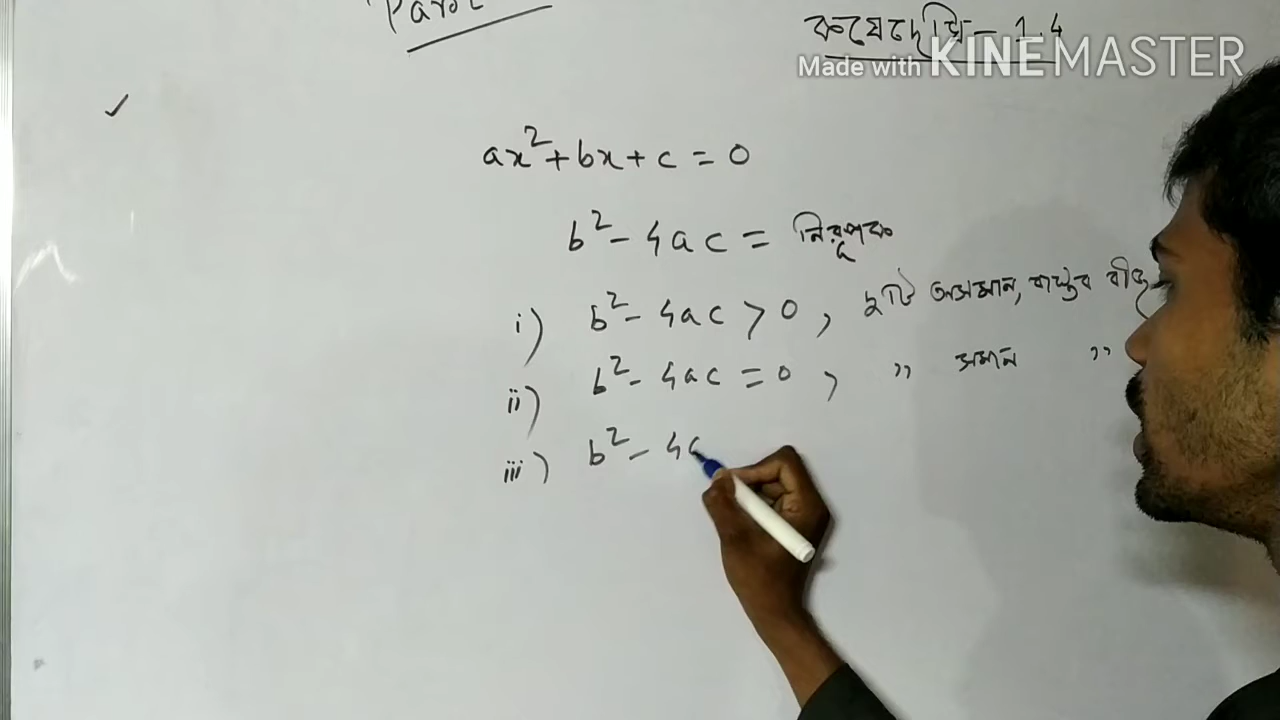 কষে দেখি - 1.4
Made with KINEMASTER
ax² + bx + c = 0
b² - 4ac = নিরূপক
i) b² - 4ac > 0, দুটি অসমান, বাস্তব বীজ
ii) b² - 4ac = 0, " সমান "
iii) b² - 4